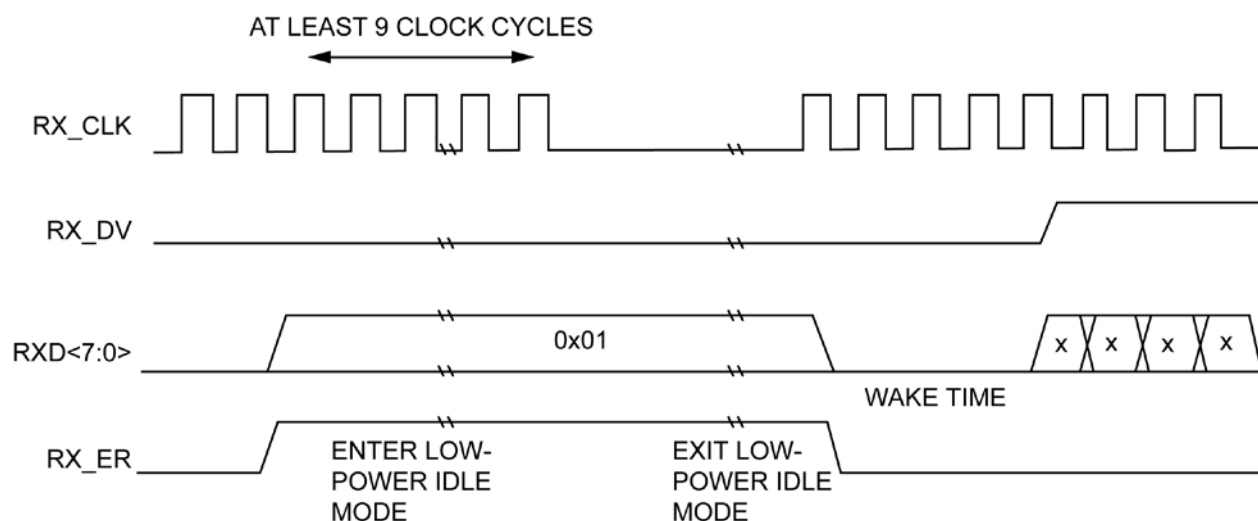 AT LEAST 9 CLOCK CYCLES
RX_CLK
RX_DV
RXD<7:0>
0x01
x x x x
WAKE TIME
RX_ER
ENTER LOW-
POWER IDLE
MODE
EXIT LOW-
POWER IDLE
MODE